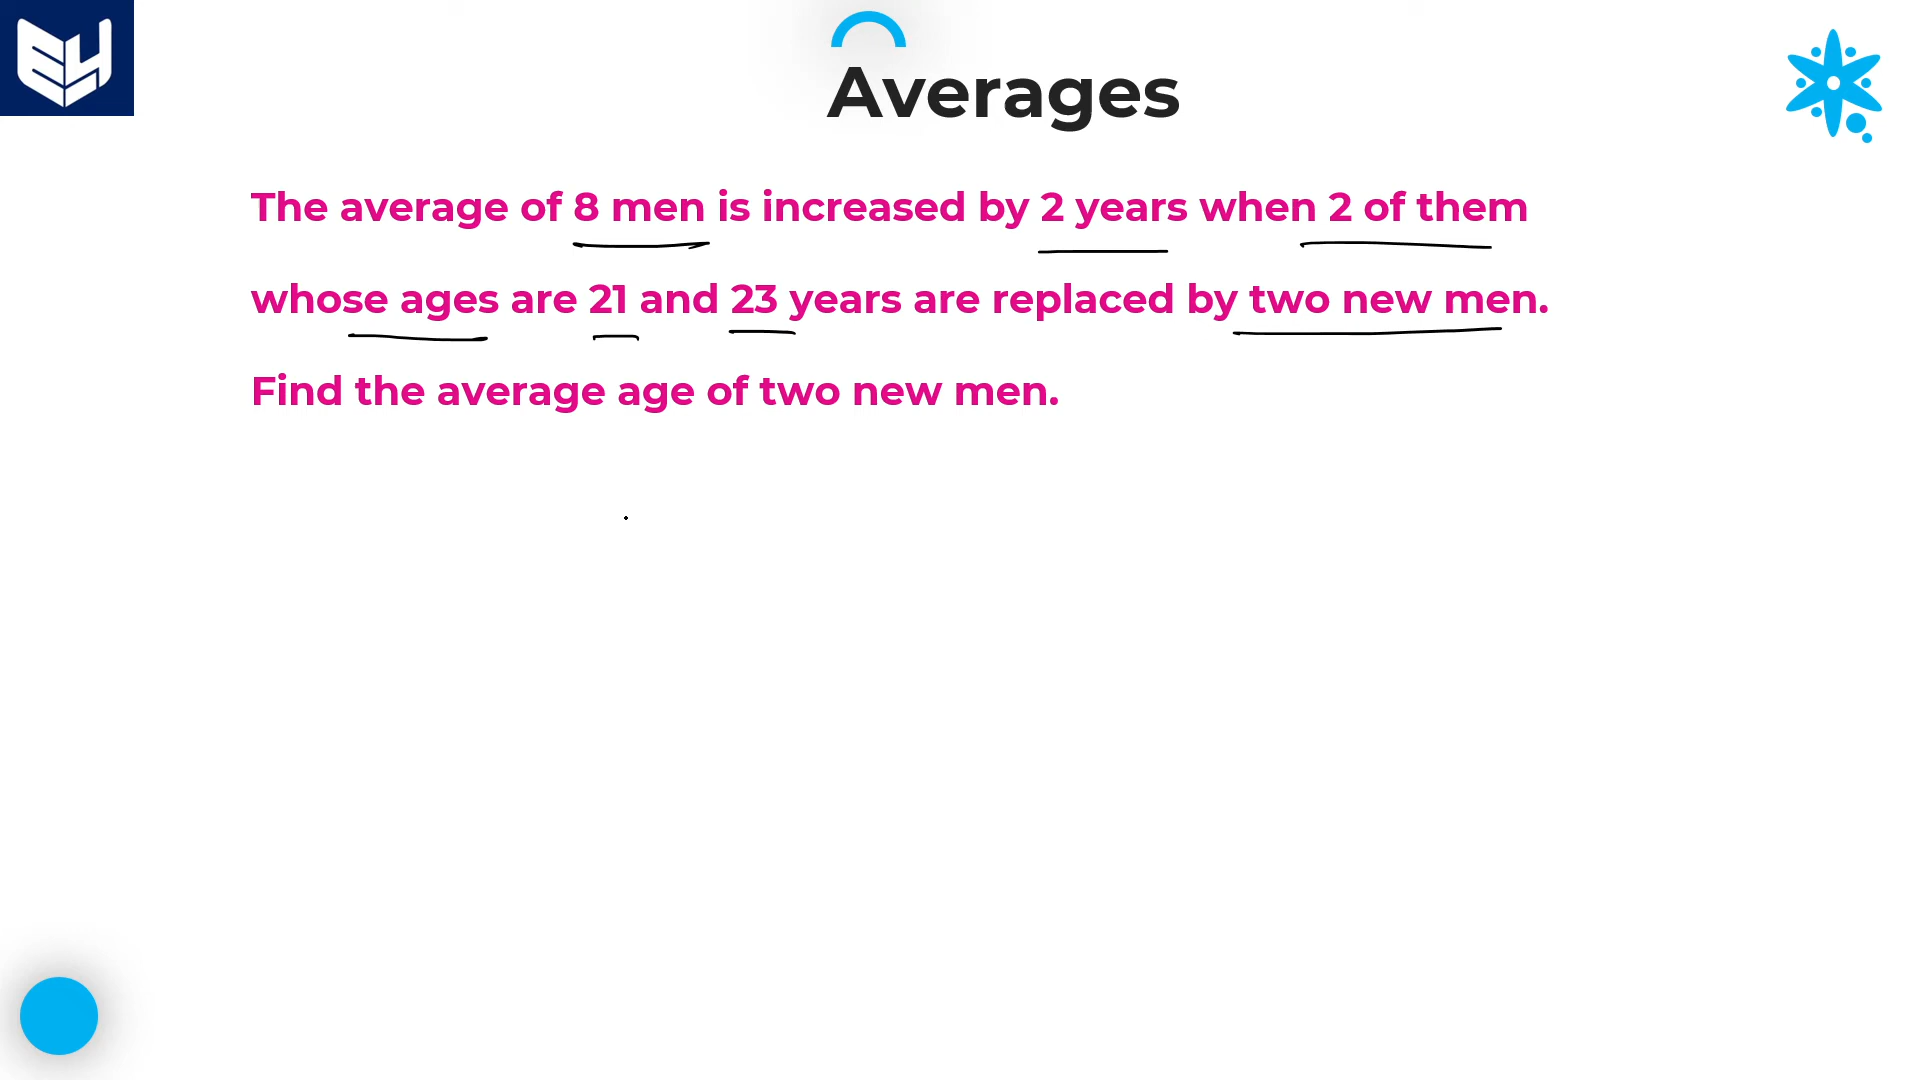 Averages
The average of 8 men is increased by 2 years when 2 of them
whose ages are 21 and 23 years are replaced by two new men.
Find the average age of two new men.